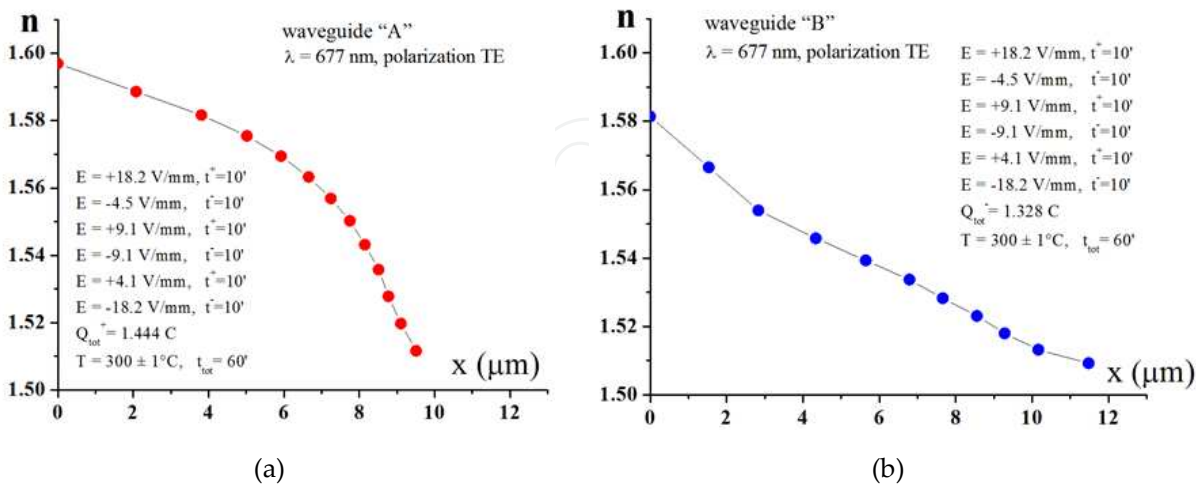 n
waveguide “A”
λ = 677 nm, polarization TE
1.60
1.58
1.56
1.54
1.52
1.50
E = +18.2 V/mm, t⁺=10'
E = -4.5 V/mm, t⁻=10'
E = +9.1 V/mm, t⁺=10'
E = -9.1 V/mm, t⁻=10'
E = +4.1 V/mm, t⁺=10'
E = -18.2 V/mm, t⁻=10'
Qtot⁺= 1.444 C
T = 300 ± 1°C, ttot= 60'
x (μm)
0 2 4 6 8 10 12
(a)
n
waveguide “B”
λ = 677 nm, polarization TE
1.60
1.58
1.56
1.54
1.52
1.50
E = +18.2 V/mm, t⁺=10'
E = -4.5 V/mm, t⁻=10'
E = +9.1 V/mm, t⁺=10'
E = -9.1 V/mm, t⁻=10'
E = +4.1 V/mm, t⁺=10'
E = -18.2 V/mm, t⁻=10'
Qtot⁻= 1.328 C
T = 300 ± 1°C, ttot= 60'
x (μm)
0 2 4 6 8 10 12
(b)